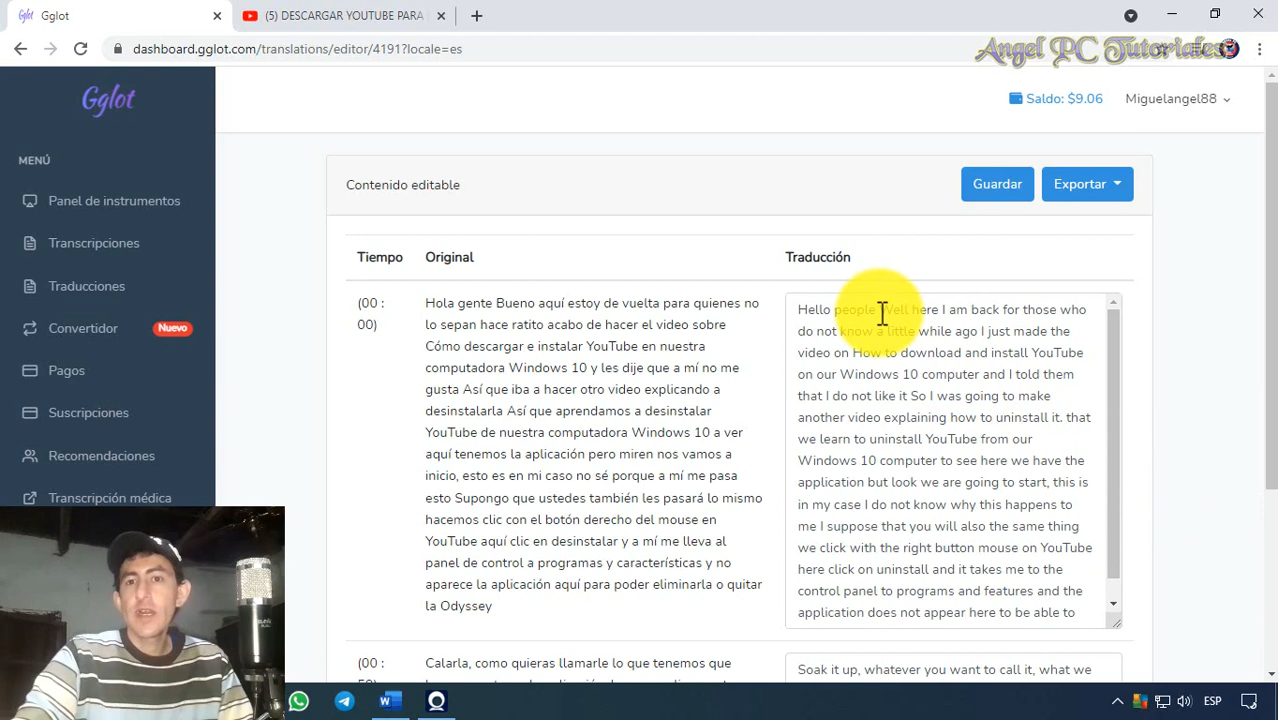 Gglot
(5) DESCARGAR YOUTUBE PARA
dashboard.gglot.com/translations/editor/4191?locale=es
Angel PC Tutoriales
Gglot
Saldo: $9.06
Miguelangel88
MENÚ
Panel de instrumentos
Transcripciones
Traducciones
Convertidor
Nuevo
Pagos
Suscripciones
Recomendaciones
Transcripción médica
Contenido editable
Guardar
Exportar
Tiempo
Original
Traducción
(00 :
00)
Hola gente Bueno aquí estoy de vuelta para quienes no
lo sepan hace ratito acabo de hacer el video sobre
Cómo descargar e instalar YouTube en nuestra
computadora Windows 10 y les dije que a mí no me
gusta Así que iba a hacer otro video explicando a
desinstalarla Así que aprendamos a desinstalar
YouTube de nuestra computadora Windows 10 a ver
aquí tenemos la aplicación pero miren nos vamos a
inicio, esto es en mi caso no sé porque a mí me pasa
esto Supongo que ustedes también les pasará lo mismo
hacemos clic con el botón derecho del mouse en
YouTube aquí clic en desinstalar y a mí me lleva al
panel de control a programas y características y no
aparece la aplicación aquí para poder eliminarla o quitar
la Odyssey
Hello people Well here I am back for those who
do not know a little while ago I just made the
video on How to download and install YouTube
on our Windows 10 computer and I told them
that I do not like it So I was going to make
another video explaining how to uninstall it. that
we learn to uninstall YouTube from our
Windows 10 computer to see here we have the
application but look we are going to start, this is
in my case I do not know why this happens to
me I suppose that you will also the same thing
we click with the right button mouse on YouTube
here click on uninstall and it takes me to the
control panel to programs and features and the
application does not appear here to be able to
(00 :
Calarla, como quieras llamarle lo que tenemos que
Soak it up, whatever you want to call it, what we
ESP